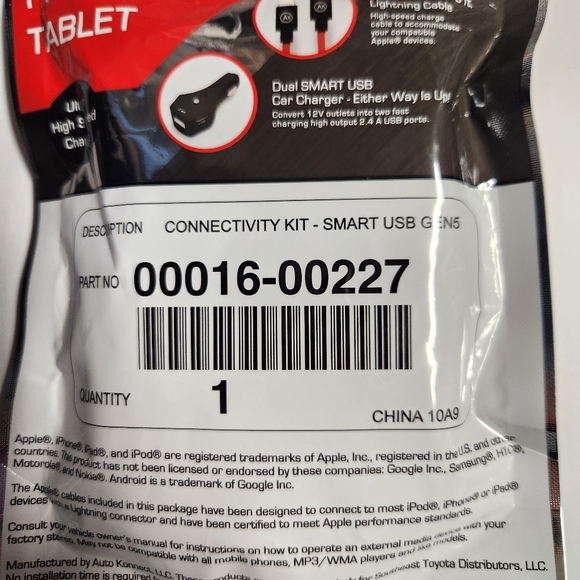 TABLET
Lightning Cable
High-speed charge
cable to accommodate
your compatible
Apple® devices.
Dual SMART USB
Car Charger - Either Way Is Up!
Convert 12V outlets into two fast
charging high output 2.4 A USB ports.
High
DESCRIPTION CONNECTIVITY KIT - SMART USB GEN5
PART NO 00016-00227
QUANTITY 1
CHINA 10A9
Apple®, iPhone®, iPad®, and iPod® are registered trademarks of Apple, Inc., registered in the U.S. and other
countries. This product has not been licensed or endorsed by these companies: Google Inc., Samsung®, HTC®,
Motorola® and Nokia®. Android is a trademark of Google Inc.
The Apple® cables included in this package have been designed to connect to most iPod®, iPhone® or iPad®
devices with a Lightning connector and have been certified to meet Apple performance standards.
Consult your vehicle owner's manual for instructions on how to operate an external media device with your
factory stereo. May not be compatible with all mobile phones, MP3/WMA players and like models.
Manufactured by Auto Konnect, LLC. These products for Southeast Toyota Distributors, LLC.
No installation time is required